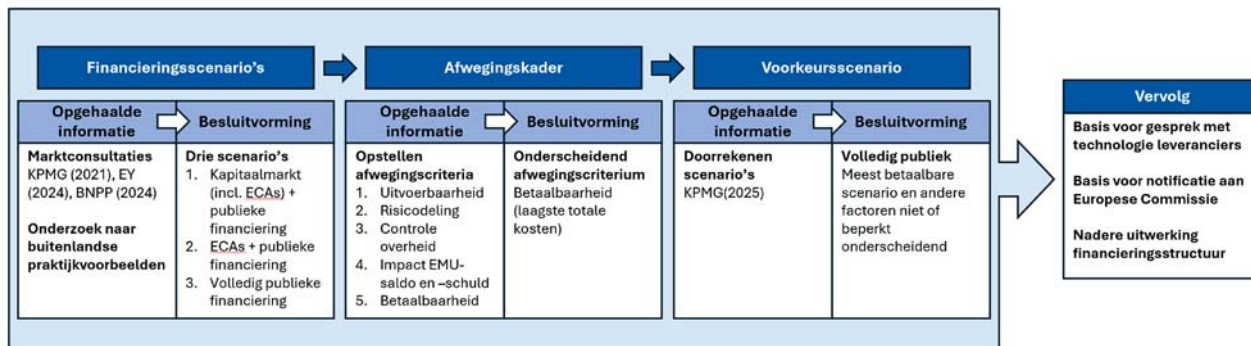 Financieringsscenario's
Opgehaalde
informatie
Besluitvorming
Marktconsultaties
KPMG (2021), EY
(2024), BNPP (2024)
Onderzoek naar
buitenlandse
praktijkvoorbeelden
Drie scenario's
1. Kapitaalmarkt
(incl. ECAs) +
publieke
financiering
2. ECAs + publieke
financiering
3. Volledig publieke
financiering
Afwegingskader
Opgehaalde
informatie
Besluitvorming
Opstellen
afwegingscriteria
1. Uitvoerbaarheid
2. Risicodeling
3. Controle
overheid
4. Impact EMU-
saldo en –schuld
5. Betaalbaarheid
Onderscheidend
afwegingscriterium
Betaalbaarheid
(laagste totale
kosten)
Voorkeursscenario
Opgehaalde
informatie
Besluitvorming
Doorrekenen
scenario's
KPMG(2025)
Volledig publiek
Meest betaalbare
scenario en andere
factoren niet of
beperkt
onderscheidend
Vervolg
Basis voor gesprek met
technologie leveranciers
Basis voor notificatie aan
Europese Commissie
Nadere uitwerking
financieringsstructuur